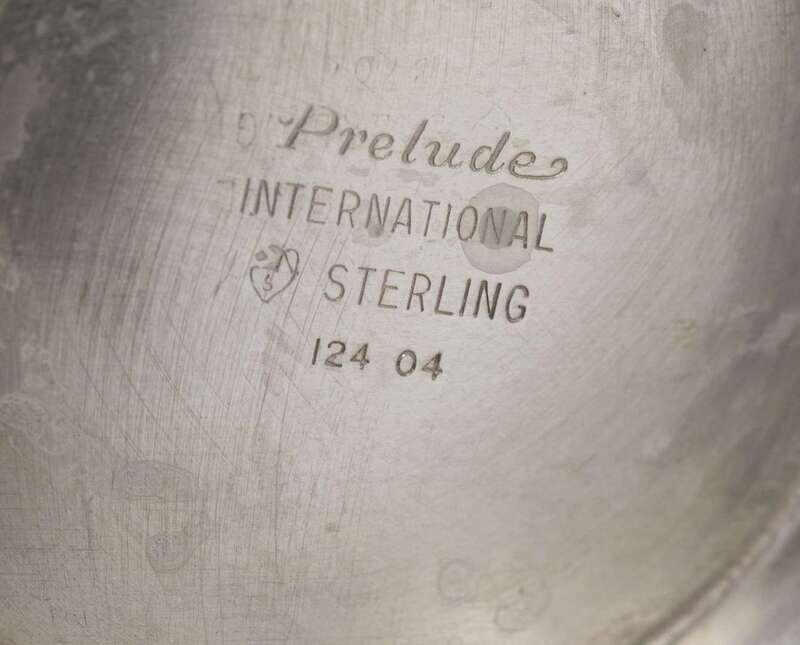 Prelude
INTERNATIONAL
S STERLING
124 04